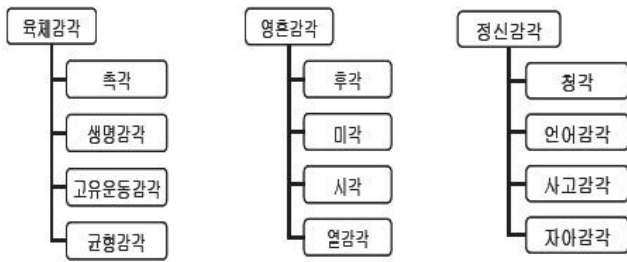 육체감각
촉각
생명감각
고유운동감각
균형감각
영혼감각
후각
미각
시각
열감각
정신감각
청각
언어감각
사고감각
자아감각